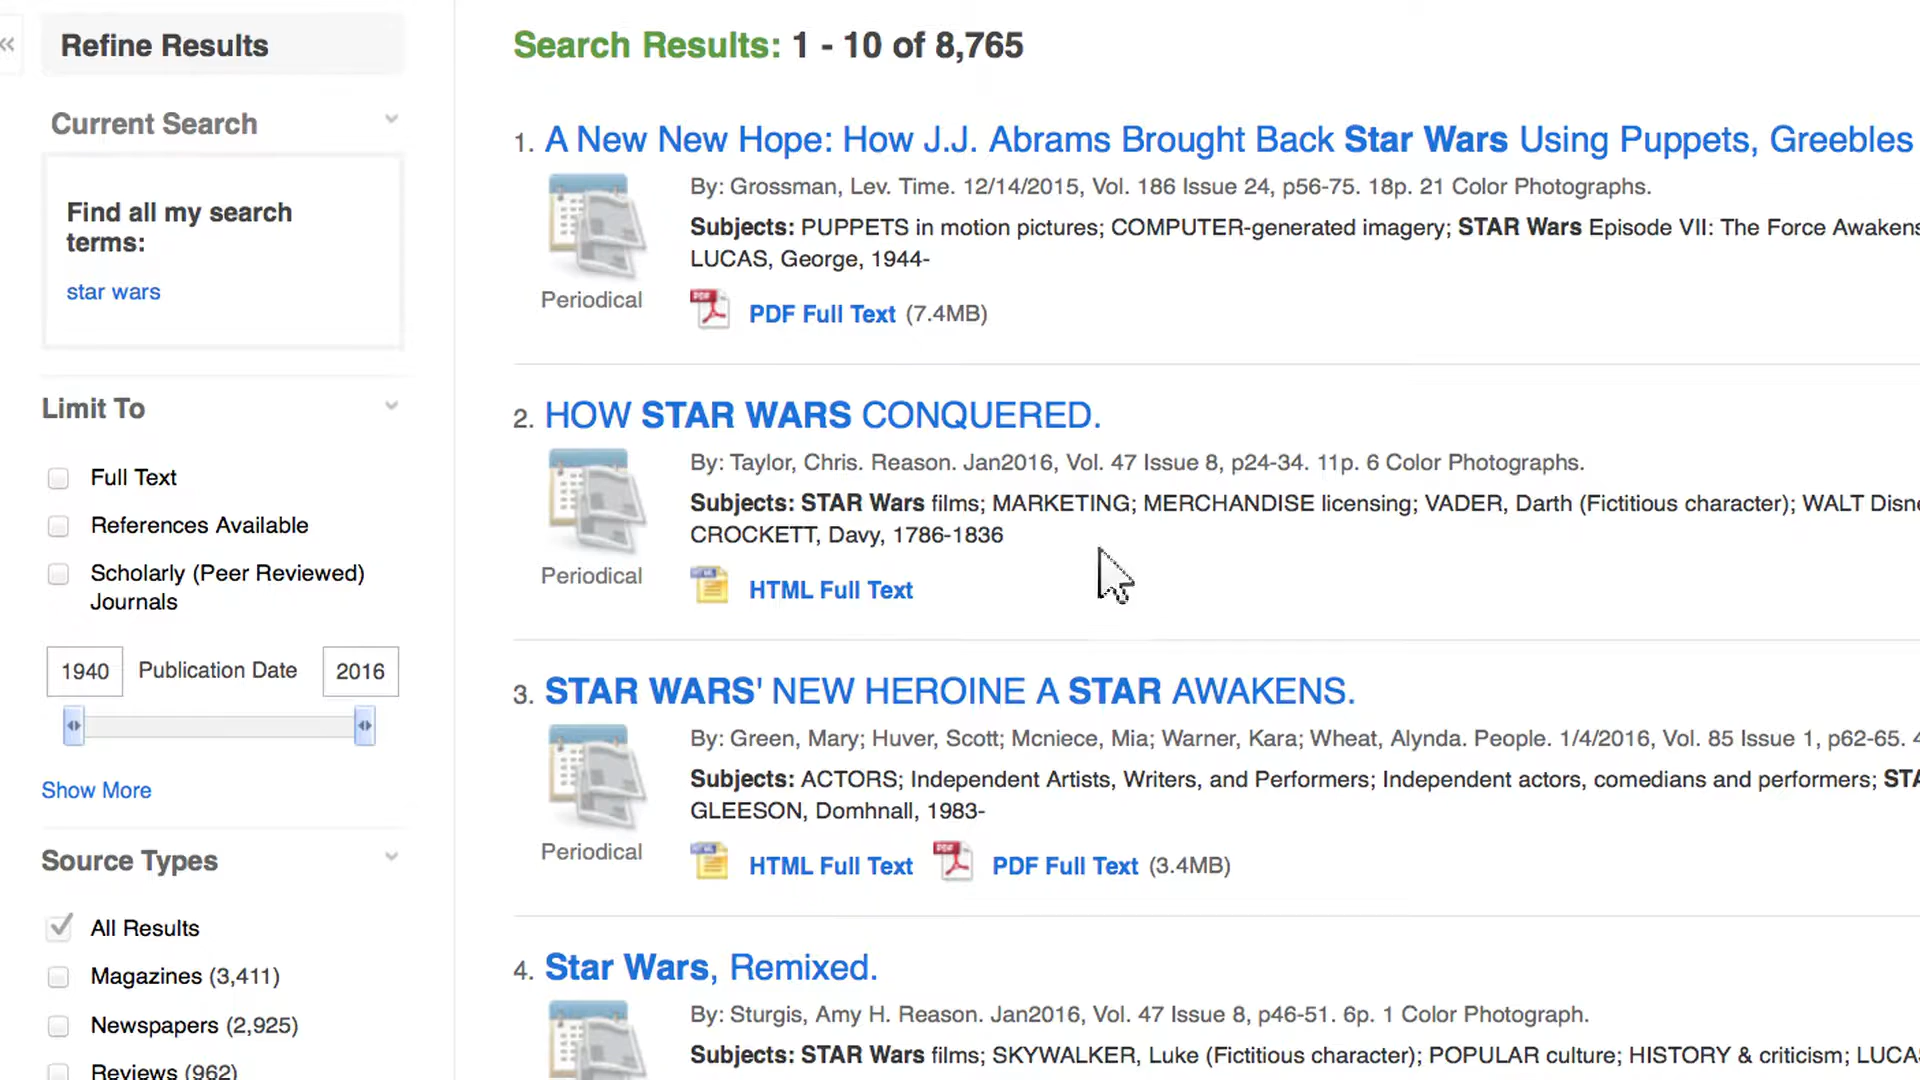 Refine Results
Current Search
Find all my search
terms:
star wars
Limit To
Full Text
References Available
Scholarly (Peer Reviewed)
Journals
1940 Publication Date 2016
Show More
Source Types
All Results
Magazines (3,411)
Newspapers (2,925)
Reviews (962)
Search Results: 1 - 10 of 8,765
1. A New New Hope: How J.J. Abrams Brought Back Star Wars Using Puppets, Greebles
By: Grossman, Lev. Time. 12/14/2015, Vol. 186 Issue 24, p56-75. 18p. 21 Color Photographs.
Subjects: PUPPETS in motion pictures; COMPUTER-generated imagery; STAR Wars Episode VII: The Force Awakens
LUCAS, George, 1944-
Periodical
PDF Full Text (7.4MB)
2. HOW STAR WARS CONQUERED.
By: Taylor, Chris. Reason. Jan2016, Vol. 47 Issue 8, p24-34. 11p. 6 Color Photographs.
Subjects: STAR Wars films; MARKETING; MERCHANDISE licensing; VADER, Darth (Fictitious character); WALT
CROCKETT, Davy, 1786-1836
Periodical
HTML Full Text
3. STAR WARS' NEW HEROINE A STAR AWAKENS.
By: Green, Mary; Huver, Scott; Mcniece, Mia; Warner, Kara; Wheat, Alynda. People. 1/4/2016, Vol. 85 Issue 1, p62-65.
Subjects: ACTORS; Independent Artists, Writers, and Performers; Independent actors, comedians and performers;
GLEESON, Domhnall, 1983-
Periodical
HTML Full Text PDF Full Text (3.4MB)
4. Star Wars, Remixed.
By: Sturgis, Amy H. Reason. Jan2016, Vol. 47 Issue 8, p46-51. 6p. 1 Color Photograph.
Subjects: STAR Wars films; SKYWALKER, Luke (Fictitious character); POPULAR culture; HISTORY & criticism;